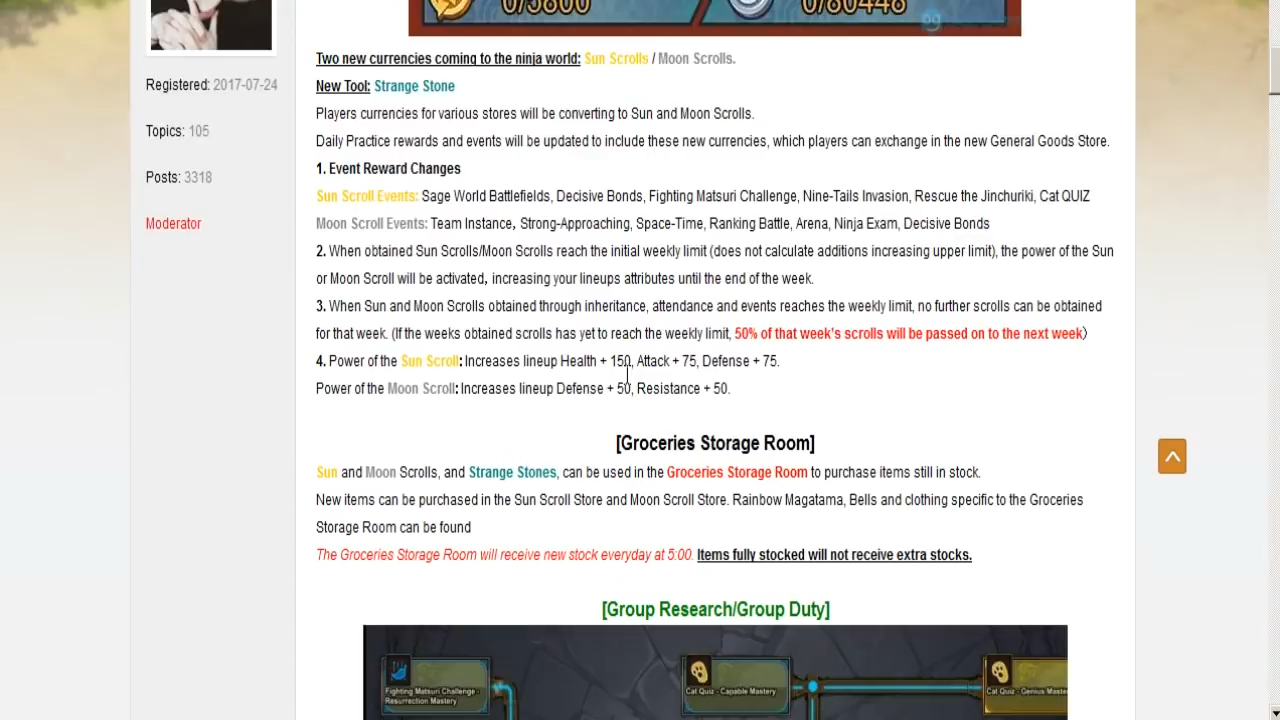 0/5800
0/80448
Registered: 2017-07-24
Topics: 105
Posts: 3318
Moderator
Two new currencies coming to the ninja world: Sun Scrolls / Moon Scrolls.
New Tool: Strange Stone
Players currencies for various stores will be converting to Sun and Moon Scrolls.
Daily Practice rewards and events will be updated to include these new currencies, which players can exchange in the new General Goods Store.
1. Event Reward Changes
Sun Scroll Events: Sage World Battlefields, Decisive Bonds, Fighting Matsuri Challenge, Nine-Tails Invasion, Rescue the Jinchuriki, Cat QUIZ
Moon Scroll Events: Team Instance, Strong-Approaching, Space-Time, Ranking Battle, Arena, Ninja Exam, Decisive Bonds
2. When obtained Sun Scrolls/Moon Scrolls reach the initial weekly limit (does not calculate additions increasing upper limit), the power of the Sun
or Moon Scroll will be activated, increasing your lineups attributes until the end of the week.
3. When Sun and Moon Scrolls obtained through inheritance, attendance and events reaches the weekly limit, no further scrolls can be obtained
for that week. (If the weeks obtained scrolls has yet to reach the weekly limit, 50% of that week's scrolls will be passed on to the next week)
4. Power of the Sun Scroll: Increases lineup Health + 150, Attack + 75, Defense + 75.
Power of the Moon Scroll: Increases lineup Defense + 50, Resistance + 50.
[Groceries Storage Room]
Sun and Moon Scrolls, and Strange Stones, can be used in the Groceries Storage Room to purchase items still in stock.
New items can be purchased in the Sun Scroll Store and Moon Scroll Store. Rainbow Magatama, Bells and clothing specific to the Groceries
Storage Room can be found
The Groceries Storage Room will receive new stock everyday at 5:00. Items fully stocked will not receive extra stocks.
[Group Research/Group Duty]
Fighting Matsuri Challenge -
Resurrection Mastery
Cat Quiz - Capable Mastery
Cat Quiz - Genius Maste